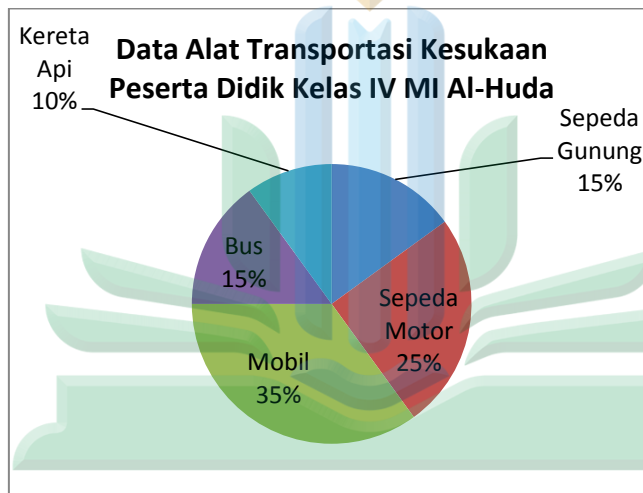 Data Alat Transportasi Kesukaan
Peserta Didik Kelas IV MI Al-Huda
Kereta
Api
10%
Sepeda
Gunung
15%
Bus
15%
Sepeda
Motor
25%
Mobil
35%